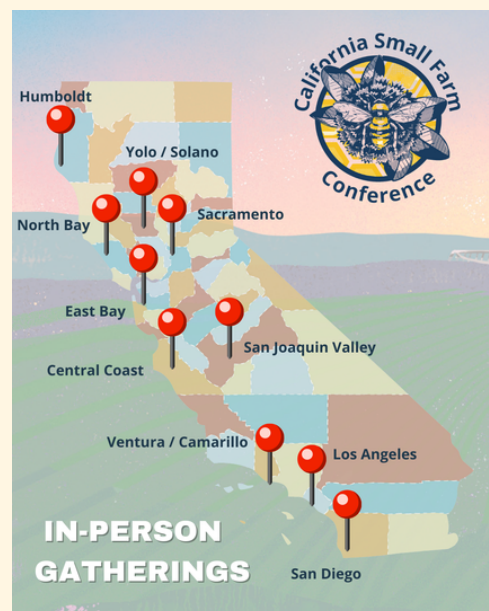 California Small Farm
Conference
Humboldt
Yolo / Solano
North Bay
Sacramento
East Bay
San Joaquin Valley
Central Coast
Ventura / Camarillo
Los Angeles
IN-PERSON
GATHERINGS
San Diego